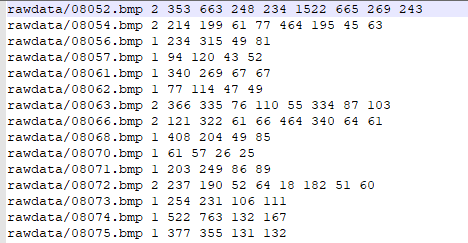 rawdata/08052.bmp 2 353 663 248 234 1522 665 269 243
rawdata/08054.bmp 2 214 199 61 77 464 195 45 63
rawdata/08056.bmp 1 234 315 49 81
rawdata/08057.bmp 1 94 120 43 52
rawdata/08061.bmp 1 340 269 67 67
rawdata/08062.bmp 1 77 114 47 49
rawdata/08063.bmp 2 366 335 76 110 55 334 87 103
rawdata/08066.bmp 2 121 322 61 66 464 340 64 61
rawdata/08068.bmp 1 408 204 49 85
rawdata/08070.bmp 1 61 57 26 25
rawdata/08071.bmp 1 203 249 86 89
rawdata/08072.bmp 2 237 190 52 64 18 182 51 60
rawdata/08073.bmp 1 254 231 106 111
rawdata/08074.bmp 1 522 763 132 167
rawdata/08075.bmp 1 377 355 131 132